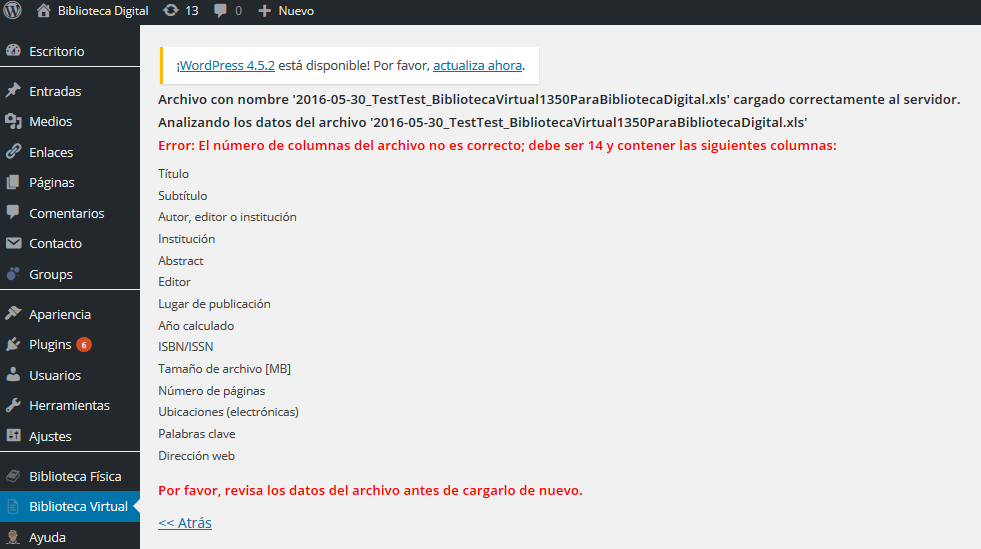 Biblioteca Digital 13 0 Nuevo
Escritorio
Entradas
Medios
Enlaces
Páginas
Comentarios
Contacto
Groups
Apariencia
Plugins 6
Usuarios
Herramientas
Ajustes
Biblioteca Física
Biblioteca Virtual
Ayuda
¡WordPress 4.5.2 está disponible! Por favor, actualiza ahora.
Archivo con nombre '2016-05-30_TestTest_BibliotecaVirtual1350ParaBibliotecaDigital.xls' cargado correctamente al servidor.
Analizando los datos del archivo '2016-05-30_TestTest_BibliotecaVirtual1350ParaBibliotecaDigital.xls'
Error: El número de columnas del archivo no es correcto; debe ser 14 y contener las siguientes columnas:
Título
Subtítulo
Autor, editor o institución
Institución
Abstract
Editor
Lugar de publicación
Año calculado
ISBN/ISSN
Tamaño de archivo [MB]
Número de páginas
Ubicaciones (electrónicas)
Palabras clave
Dirección web
Por favor, revisa los datos del archivo antes de cargarlo de nuevo.
<< Atrás